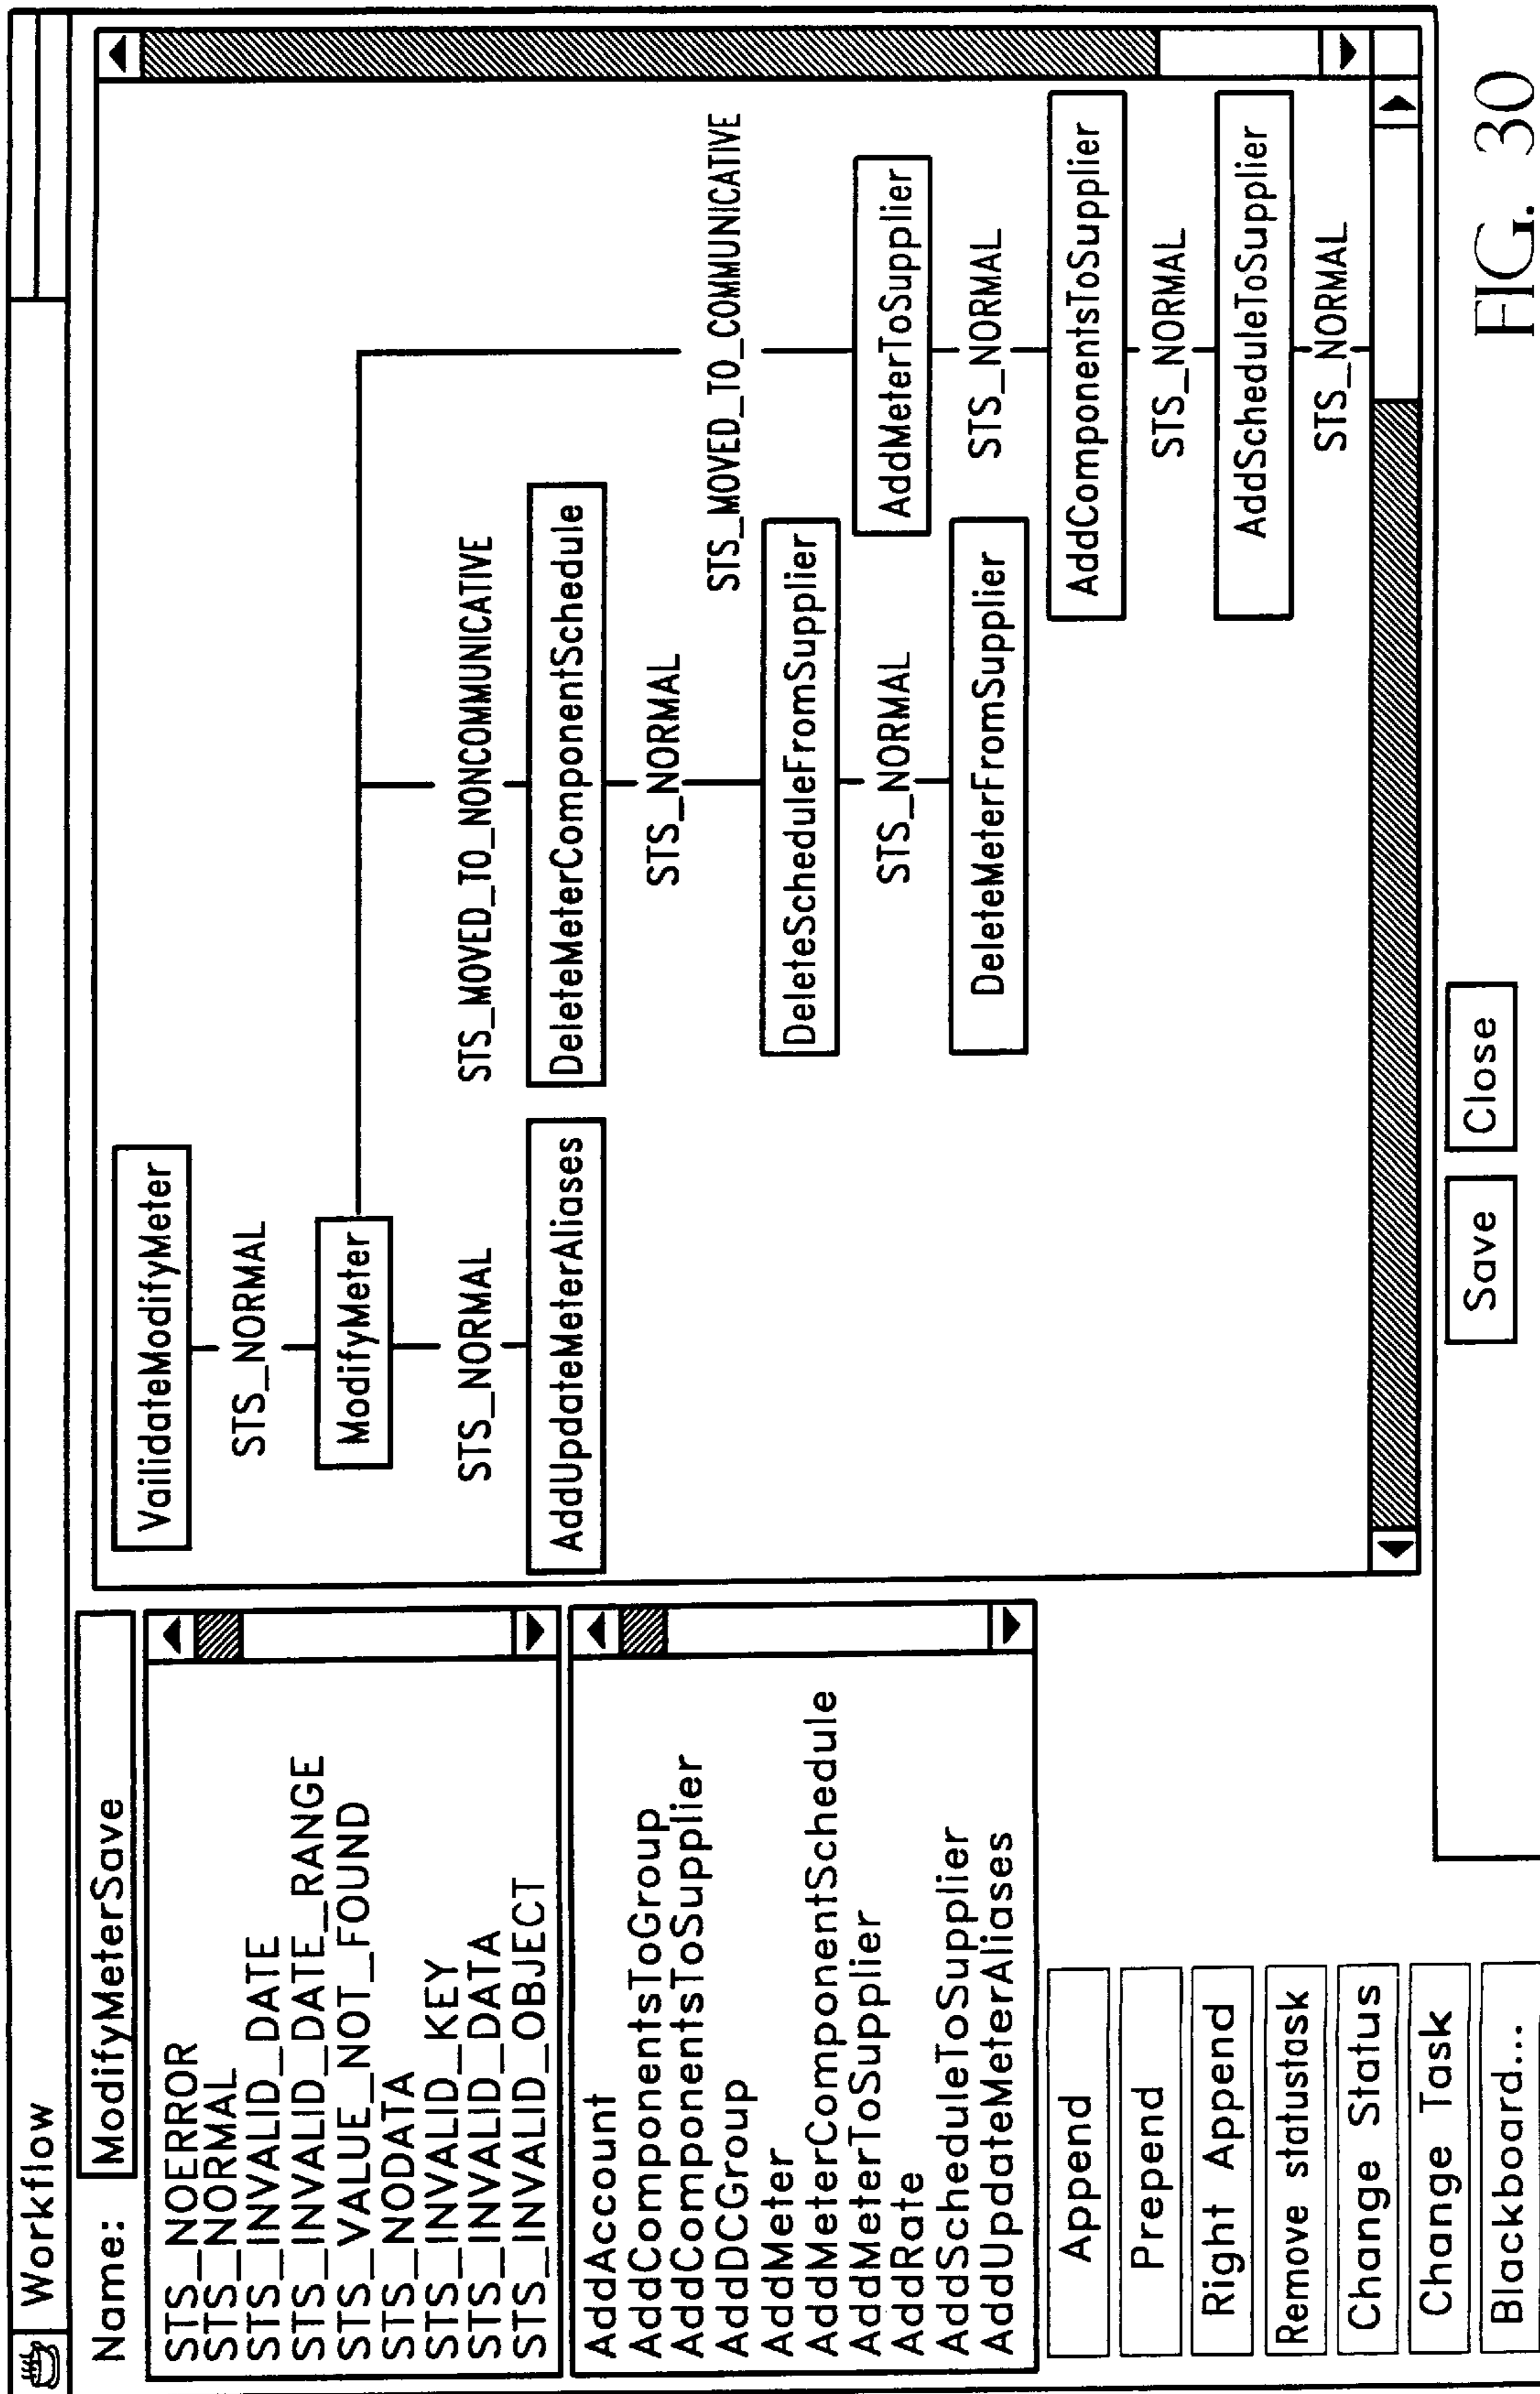 Workflow
Name: ModifyMeterSave
STS_NOERROR
STS_NORMAL
STS_INVALID_DATE
STS_INVALID_DATE_RANGE
STS_VALUE_NOT_FOUND
STS_NODATA
STS_INVALID_KEY
STS_INVALID_DATA
STS_INVALID_OBJECT
AddAccount
AddComponentsToGroup
AddComponentsToSupplier
AddDCGroup
AddMeter
AddMeterComponentSchedule
AddMeterToSupplier
AddRate
AddScheduleToSupplier
AddUpdateMeterAliases
Append
Prepend
Right Append
Remove statustask
Change Status
Change Task
Blackboard...
VailidateModifyMeter
STS_NORMAL
ModifyMeter
STS_NORMAL
AddUpdateMeterAliases
STS_MOVED_TO_NONCOMMUNICATIVE
DeleteMeterComponentSchedule
STS_NORMAL
DeleteScheduleFromSupplier
STS_NORMAL
DeleteMeterFromSupplier
STS_MOVED_TO_COMMUNICATIVE
AddMeterToSupplier
STS_NORMAL
AddComponentsToSupplier
STS_NORMAL
AddScheduleToSupplier
STS_NORMAL
Save
Close
FIG. 30